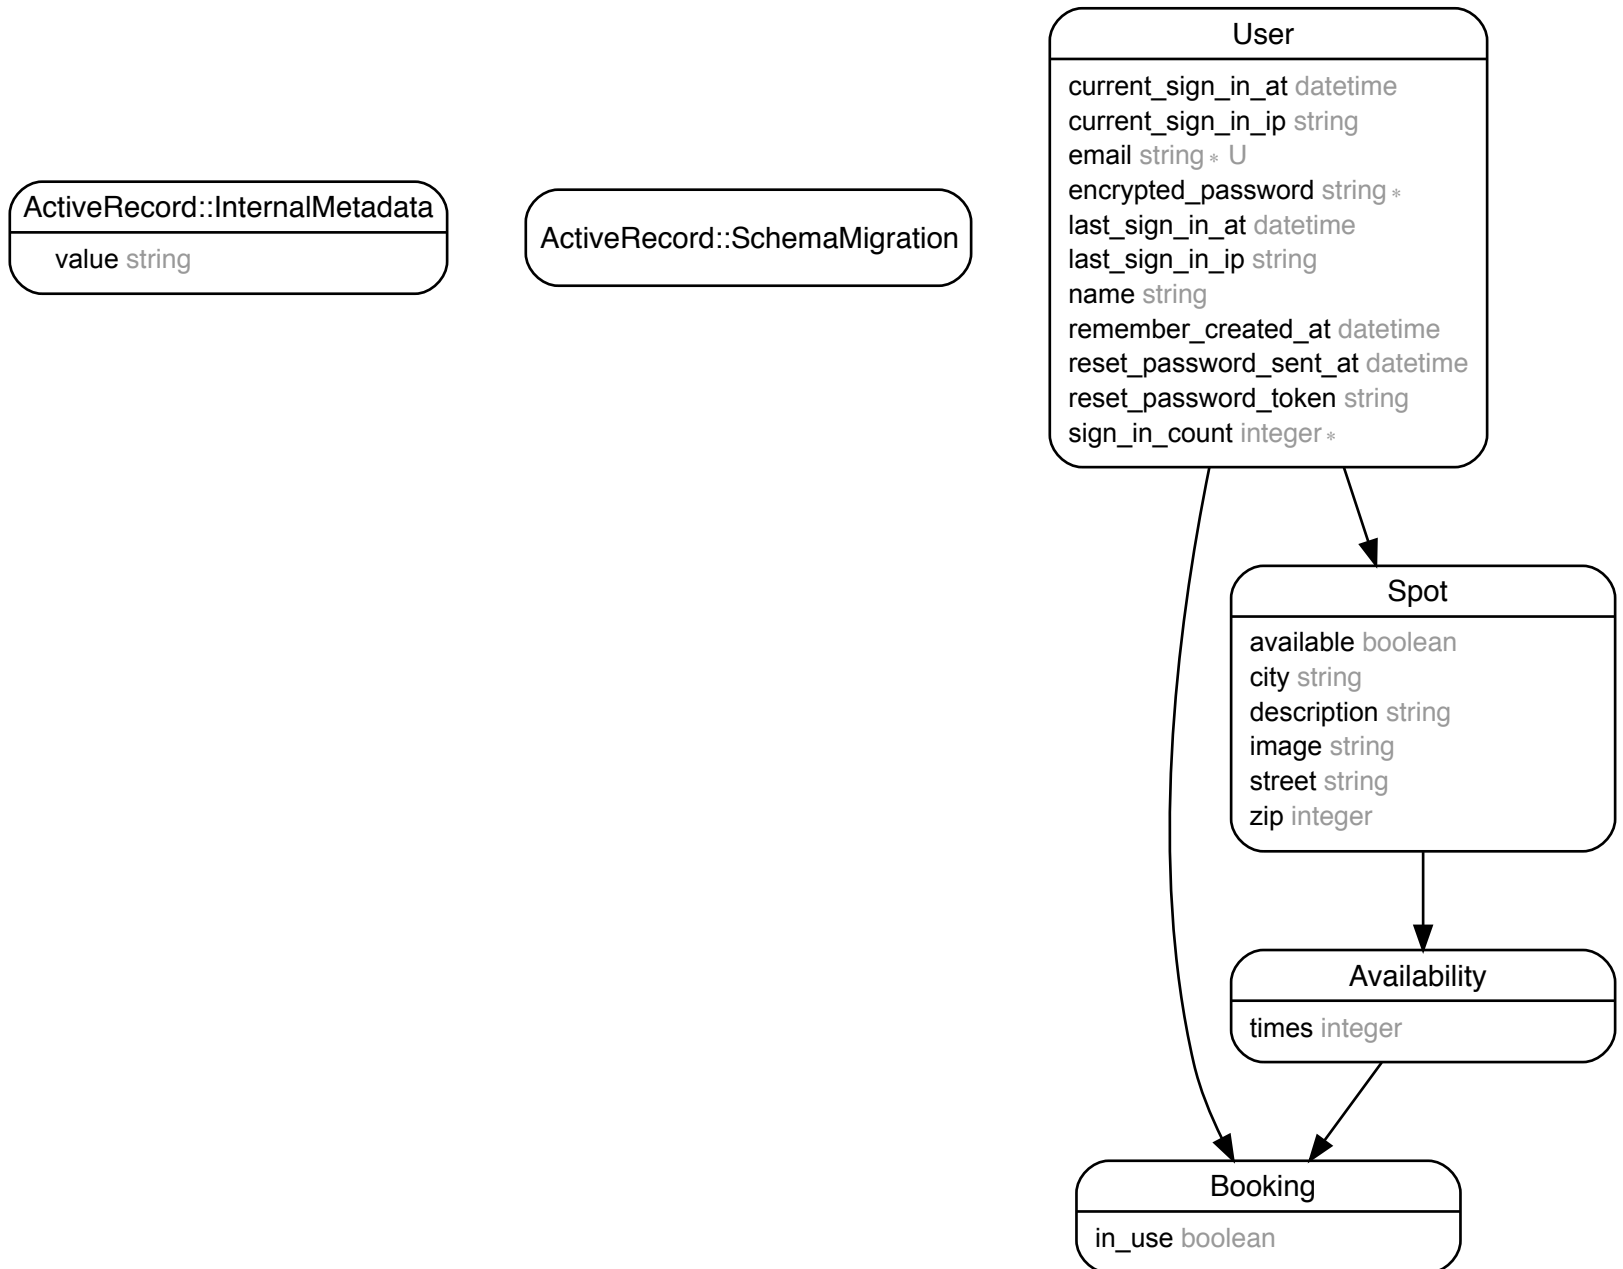 ActiveRecord::InternalMetadata
value string
ActiveRecord::SchemaMigration
User
current_sign_in_at datetime
current_sign_in_ip string
email string * U
encrypted_password string *
last_sign_in_at datetime
last_sign_in_ip string
name string
remember_created_at datetime
reset_password_sent_at datetime
reset_password_token string
sign_in_count integer *
Spot
available boolean
city string
description string
image string
street string
zip integer
Availability
times integer
Booking
in_use boolean